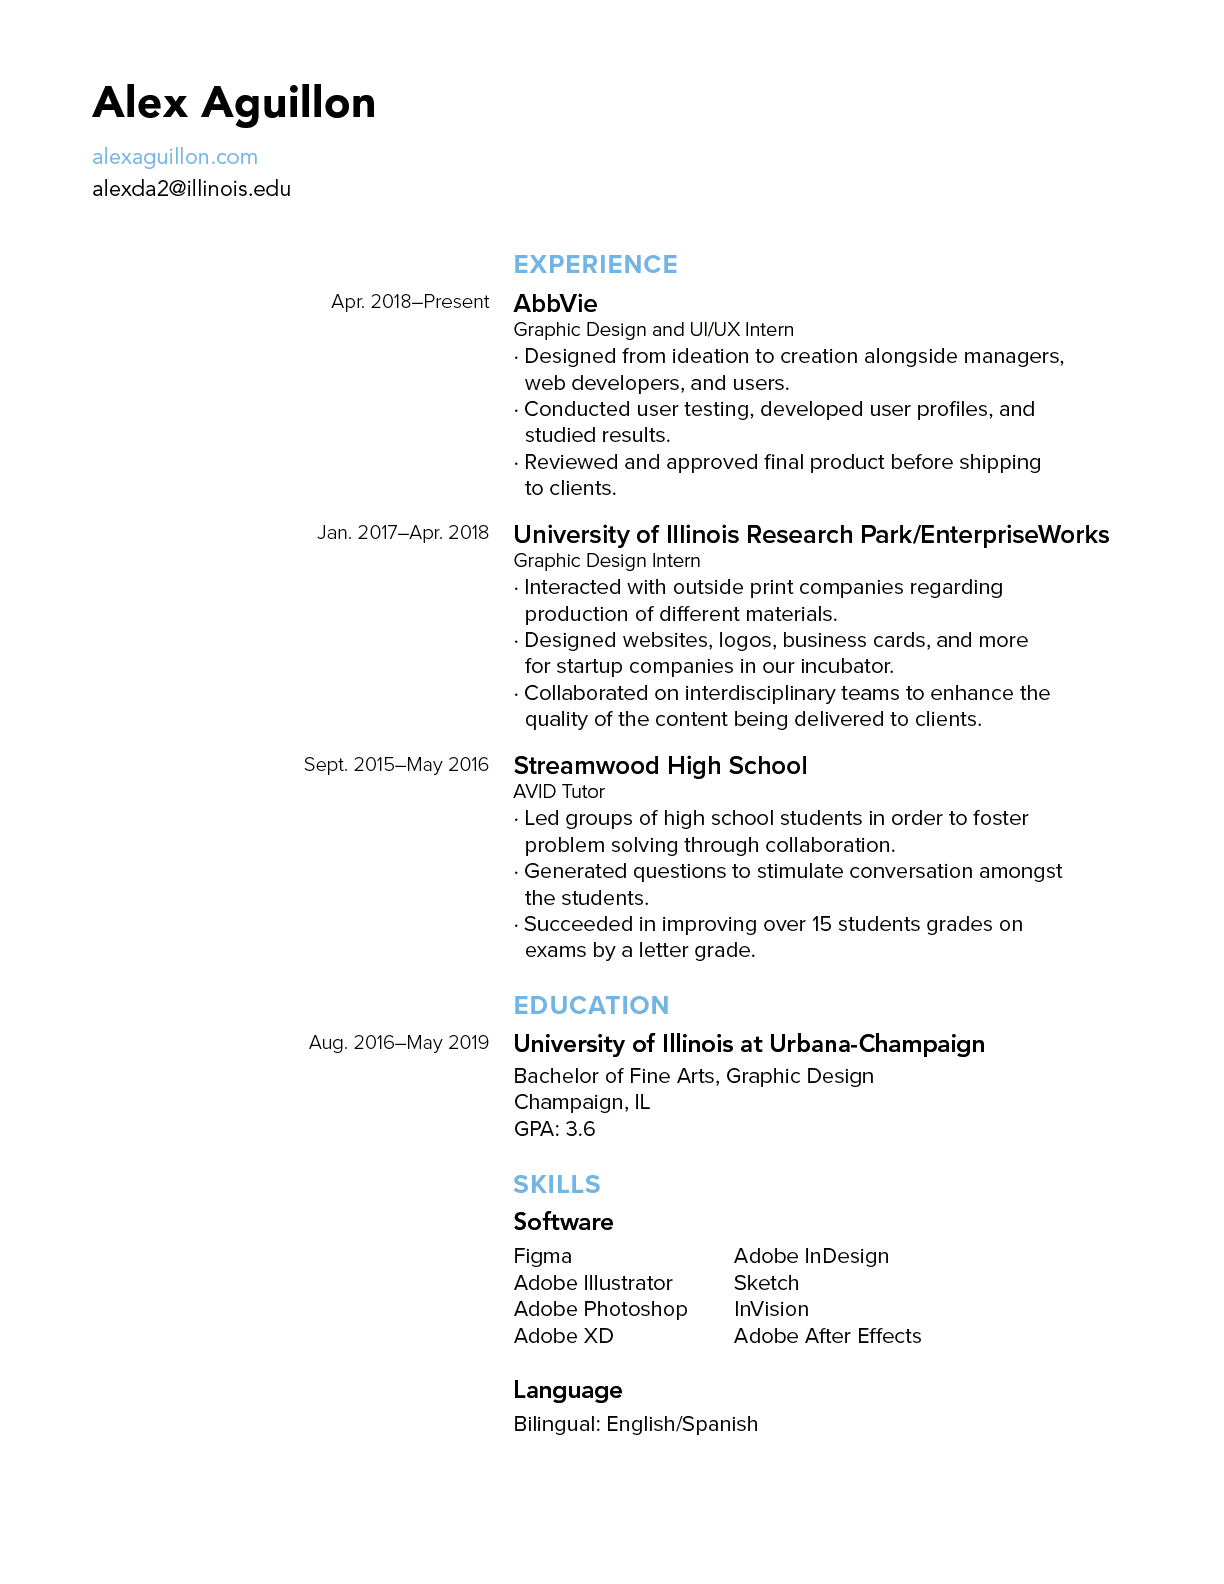 Alex Aguillon
alexaguillon.com
alexda2@illinois.edu
EXPERIENCE
Apr. 2018–Present
AbbVie
Graphic Design and UI/UX Intern
· Designed from ideation to creation alongside managers,
web developers, and users.
· Conducted user testing, developed user profiles, and
studied results.
· Reviewed and approved final product before shipping
to clients.
Jan. 2017–Apr. 2018
University of Illinois Research Park/EnterpriseWorks
Graphic Design Intern
· Interacted with outside print companies regarding
production of different materials.
· Designed websites, logos, business cards, and more
for startup companies in our incubator.
· Collaborated on interdisciplinary teams to enhance the
quality of the content being delivered to clients.
Sept. 2015–May 2016
Streamwood High School
AVID Tutor
· Led groups of high school students in order to foster
problem solving through collaboration.
· Generated questions to stimulate conversation amongst
the students.
· Succeeded in improving over 15 students grades on
exams by a letter grade.
EDUCATION
Aug. 2016–May 2019
University of Illinois at Urbana-Champaign
Bachelor of Fine Arts, Graphic Design
Champaign, IL
GPA: 3.6
SKILLS
Software
Figma
Adobe Illustrator
Adobe Photoshop
Adobe XD
Adobe InDesign
Sketch
InVision
Adobe After Effects
Language
Bilingual: English/Spanish